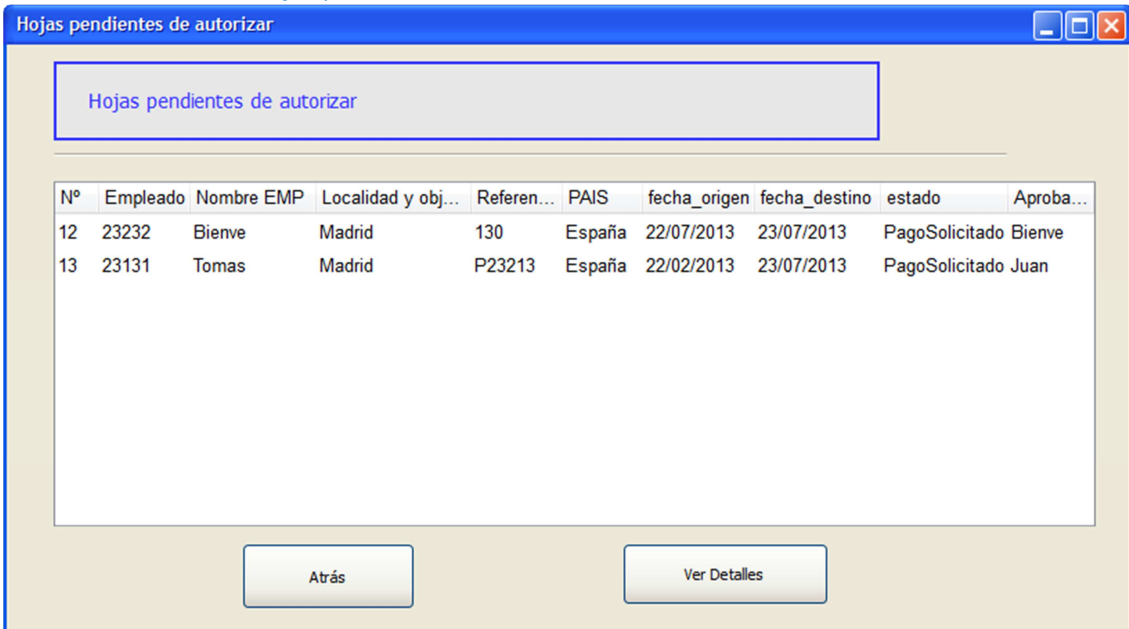 Hojas pendientes de autorizar
Hojas pendientes de autorizar
Nº Empleado Nombre EMP Localidad y obj... Referen... PAIS fecha_origen fecha_destino estado Aproba...
12 23232 Bienve Madrid 130 España 22/07/2013 23/07/2013 PagoSolicitado Bienve
13 23131 Tomas Madrid P23213 España 22/02/2013 23/07/2013 PagoSolicitado Juan
Atrás Ver Detalles